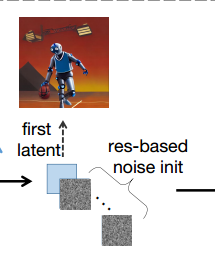 first
latent
res-based
noise init